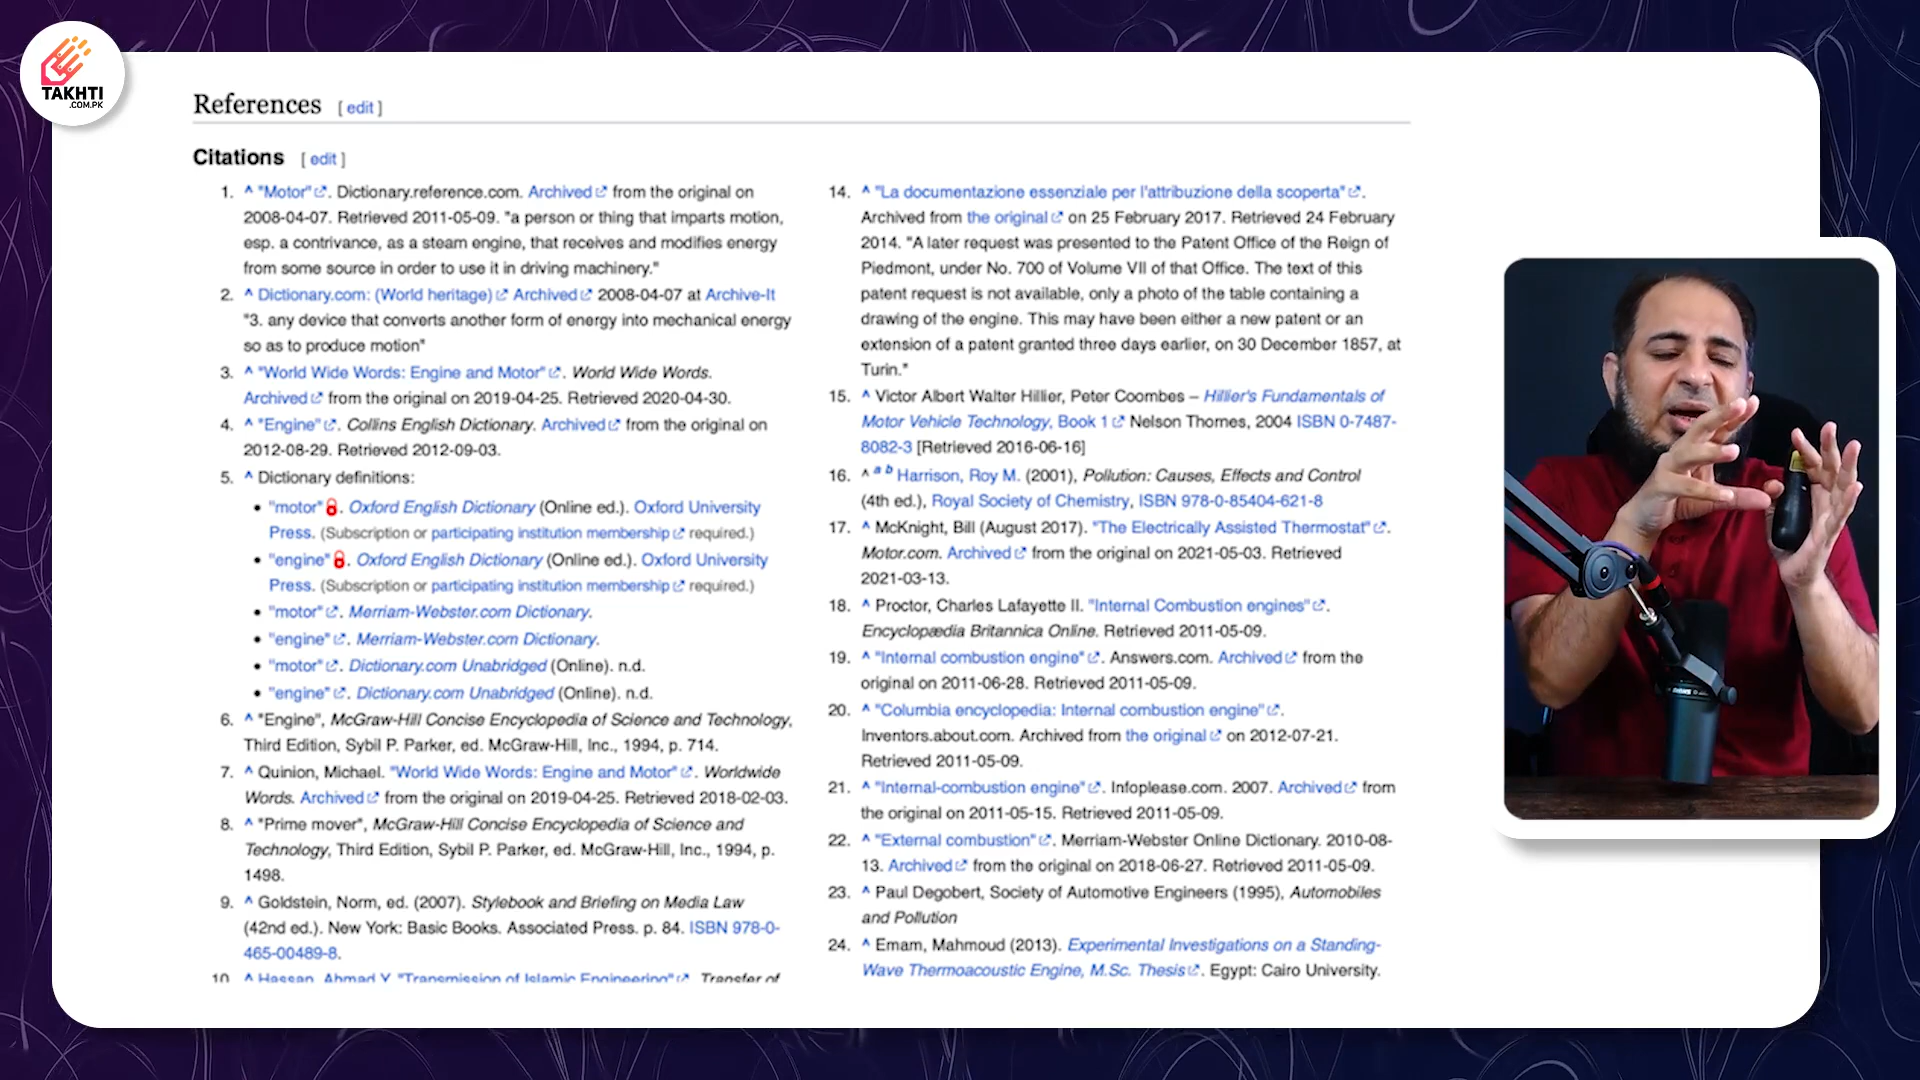 TAKHTI
.COM.PK
References [ edit ]
Citations [ edit ]
1. ^ "Motor". Dictionary.reference.com. Archived from the original on
2008-04-07. Retrieved 2011-05-09. "a person or thing that imparts motion,
esp. a contrivance, as a steam engine, that receives and modifies energy
from some source in order to use it in driving machinery."
2. ^ Dictionary.com: (World heritage) Archived 2008-04-07 at Archive-It
"3. any device that converts another form of energy into mechanical energy
so as to produce motion"
3. ^ "World Wide Words: Engine and Motor". World Wide Words.
Archived from the original on 2019-04-25. Retrieved 2020-04-30.
4. ^ "Engine". Collins English Dictionary. Archived from the original on
2012-08-29. Retrieved 2012-09-03.
5. ^ Dictionary definitions:
• "motor". Oxford English Dictionary (Online ed.). Oxford University
Press. (Subscription or participating institution membership required.)
• "engine". Oxford English Dictionary (Online ed.). Oxford University
Press. (Subscription or participating institution membership required.)
• "motor". Merriam-Webster.com Dictionary.
• "engine". Merriam-Webster.com Dictionary.
• "motor". Dictionary.com Unabridged (Online). n.d.
• "engine". Dictionary.com Unabridged (Online). n.d.
6. ^ "Engine", McGraw-Hill Concise Encyclopedia of Science and Technology,
Third Edition, Sybil P. Parker, ed. McGraw-Hill, Inc., 1994, p. 714.
7. ^ Quinion, Michael. "World Wide Words: Engine and Motor". Worldwide
Words. Archived from the original on 2019-04-25. Retrieved 2018-02-03.
8. ^ "Prime mover", McGraw-Hill Concise Encyclopedia of Science and
Technology, Third Edition, Sybil P. Parker, ed. McGraw-Hill, Inc., 1994, p.
1498.
9. ^ Goldstein, Norm, ed. (2007). Stylebook and Briefing on Media Law
(42nd ed.). New York: Basic Books. Associated Press. p. 84. ISBN 978-0-
465-00489-8.
10. ^ Hassan, Ahmad Y. "Transmission of Islamic Engineering". Transfer of
14. ^ "La documentazione essenziale per l'attribuzione della scoperta".
Archived from the original on 25 February 2017. Retrieved 24 February
2014. "A later request was presented to the Patent Office of the Reign of
Piedmont, under No. 700 of Volume VII of that Office. The text of this
patent request is not available, only a photo of the table containing a
drawing of the engine. This may have been either a new patent or an
extension of a patent granted three days earlier, on 30 December 1857, at
Turin."
15. ^ Victor Albert Walter Hillier, Peter Coombes – Hillier's Fundamentals of
Motor Vehicle Technology, Book 1 Nelson Thornes, 2004 ISBN 0-7487-
8082-3 [Retrieved 2016-06-16]
16. ^ a b Harrison, Roy M. (2001), Pollution: Causes, Effects and Control
(4th ed.), Royal Society of Chemistry, ISBN 978-0-85404-621-8
17. ^ McKnight, Bill (August 2017). "The Electrically Assisted Thermostat".
Motor.com. Archived from the original on 2021-05-03. Retrieved
2021-03-13.
18. ^ Proctor, Charles Lafayette II. "Internal Combustion engines".
Encyclopædia Britannica Online. Retrieved 2011-05-09.
19. ^ "Internal combustion engine". Answers.com. Archived from the
original on 2011-06-28. Retrieved 2011-05-09.
20. ^ "Columbia encyclopedia: Internal combustion engine".
Inventors.about.com. Archived from the original on 2012-07-21.
Retrieved 2011-05-09.
21. ^ "Internal-combustion engine". Infoplease.com. 2007. Archived from
the original on 2011-05-15. Retrieved 2011-05-09.
22. ^ "External combustion". Merriam-Webster Online Dictionary. 2010-08-
13. Archived from the original on 2018-06-27. Retrieved 2011-05-09.
23. ^ Paul Degobert, Society of Automotive Engineers (1995), Automobiles
and Pollution
24. ^ Emam, Mahmoud (2013). Experimental Investigations on a Standing-
Wave Thermoacoustic Engine, M.Sc. Thesis. Egypt: Cairo University.